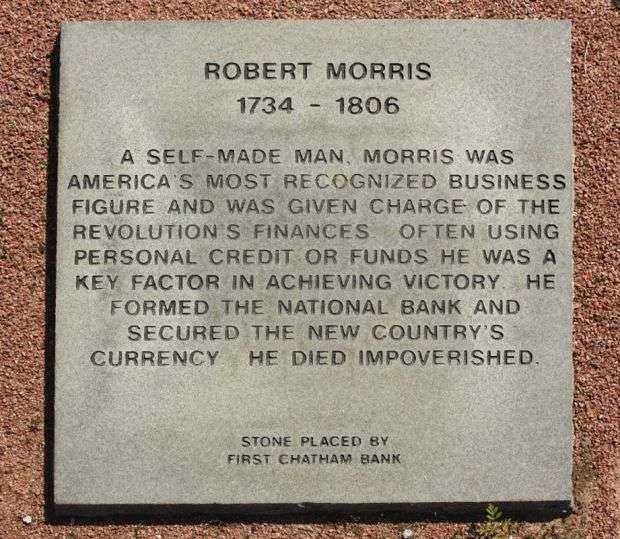 ROBERT MORRIS
1734 - 1806
A SELF-MADE MAN, MORRIS WAS
AMERICA'S MOST RECOGNIZED BUSINESS
FIGURE AND WAS GIVEN CHARGE OF THE
REVOLUTION'S FINANCES OFTEN USING
PERSONAL CREDIT OR FUNDS HE WAS A
KEY FACTOR IN ACHIEVING VICTORY. HE
FORMED THE NATIONAL BANK AND
SECURED THE NEW COUNTRY'S
CURRENCY HE DIED IMPOVERISHED.
STONE PLACED BY
FIRST CHATHAM BANK